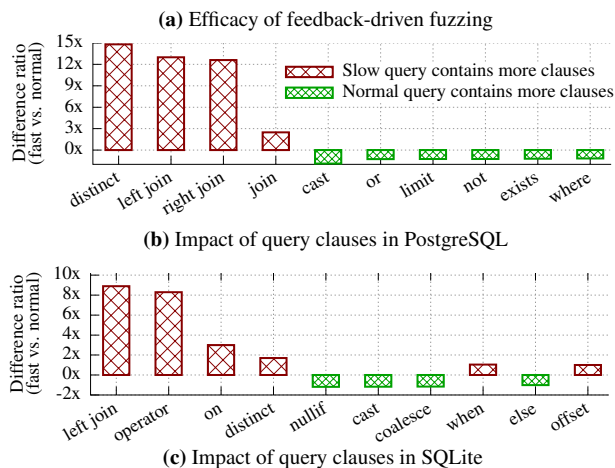 (a) Efficacy of feedback-driven fuzzing
Difference ratio
(fast vs. normal)
15x
12x
9x
6x
3x
0x
Slow query contains more clauses
Normal query contains more clauses
distinct
left join
right join
join
cast
or
limit
not
exists
where
(b) Impact of query clauses in PostgreSQL
Difference ratio
(fast vs. normal)
10x
8x
6x
4x
2x
0x
-2x
left join
operator
on
distinct
nullif
cast
coalesce
when
else
offset
(c) Impact of query clauses in SQLite